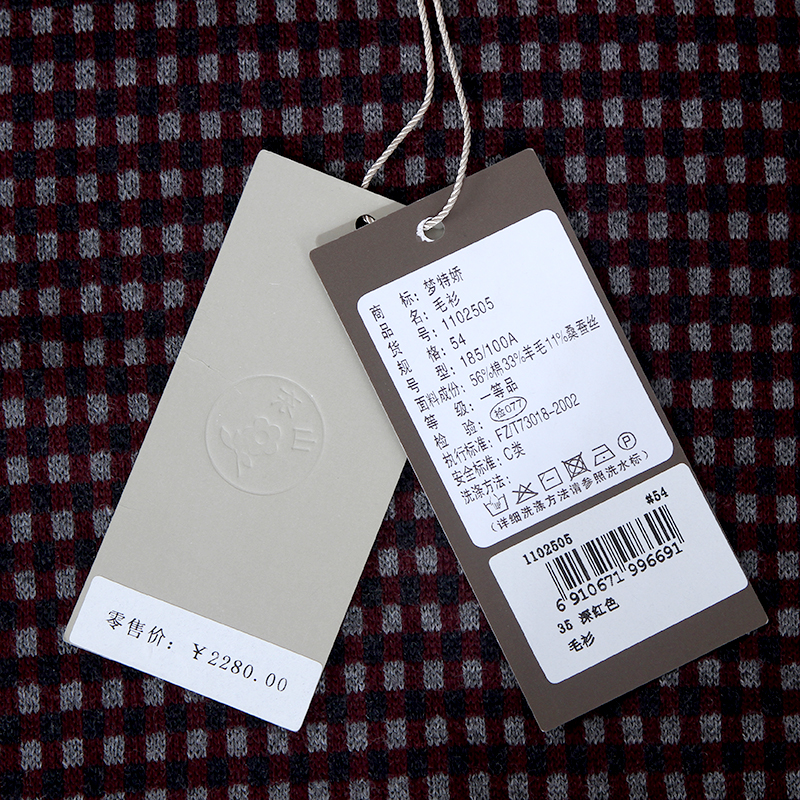 商 标：梦特娇
品 名：毛衫
货 号：1102505
规 格：54
号 型：185/100A
面料成份：56%棉33%羊毛11%桑蚕丝
等 级：一等品
检 验：检077
执行标准：FZ/T73018-2002
安全标准：C类
洗涤方法：
P
(详细洗涤方法请参照洗水标)
#54
1102505
6 910671 996691
35 深红色
毛衫
零售价：￥2280.00